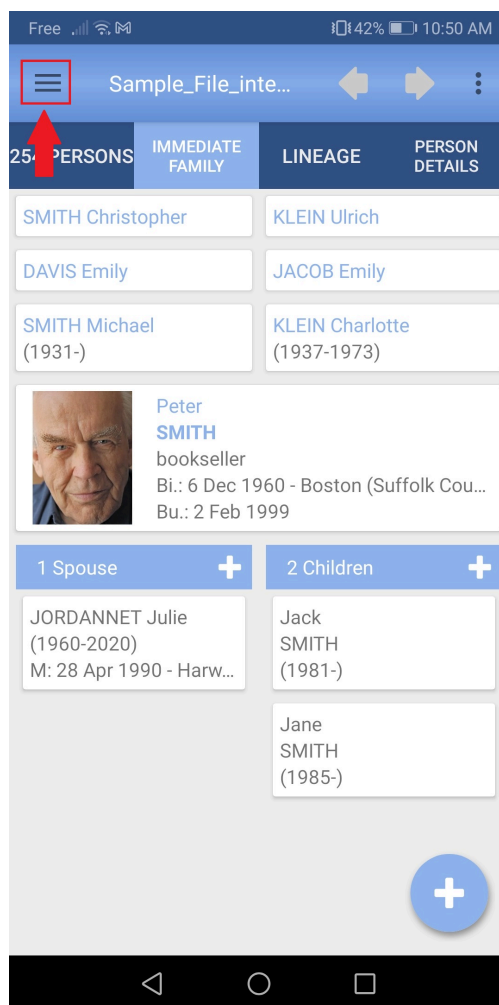 Free 42% 10:50 AM
Sample_File_inte...
254 PERSONS
IMMEDIATE
FAMILY
LINEAGE
PERSON
DETAILS
SMITH Christopher
KLEIN Ulrich
DAVIS Emily
JACOB Emily
SMITH Michael
(1931-)
KLEIN Charlotte
(1937-1973)
Peter
SMITH
bookseller
Bi.: 6 Dec 1960 - Boston (Suffolk Cou...
Bu.: 2 Feb 1999
1 Spouse
2 Children
JORDANNET Julie
(1960-2020)
M: 28 Apr 1990 - Harw...
Jack
SMITH
(1981-)
Jane
SMITH
(1985-)